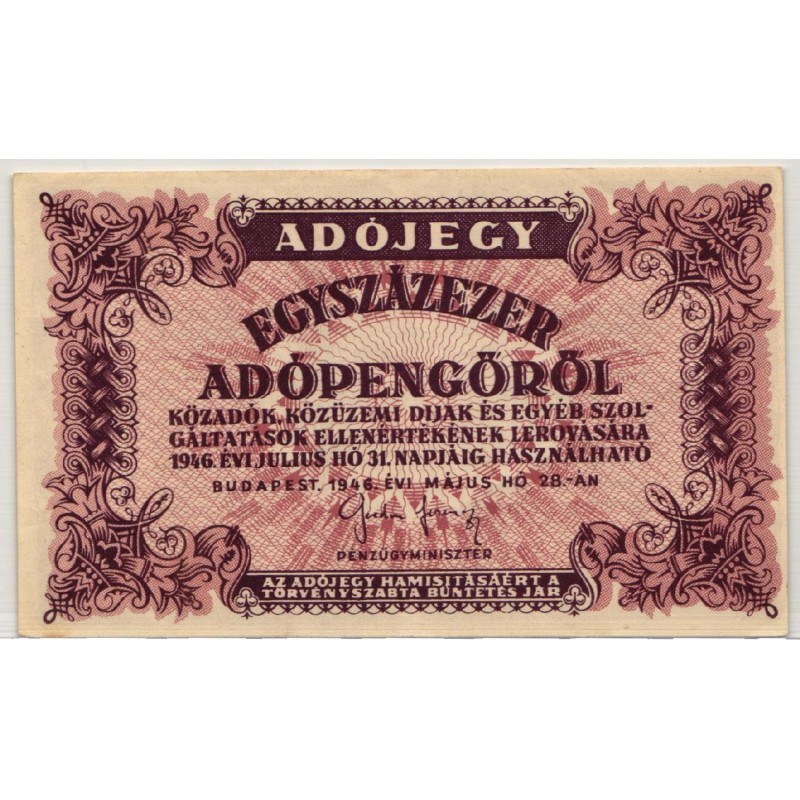 ADÓJEGY
EGYSZÁZEZER
ADÓPENGŐRŐL
KÖZADÓK, KÖZÜZEMI DIJAK ÉS EGYÉB SZOL-
GÁLTATÁSOK ELLENÉRTÉKÉNEK LEROVÁSÁRA
1946. ÉVI JULIUS HÓ 31. NAPJÁIG HASZNÁLHATÓ
BUDAPEST, 1946. ÉVI MÁJUS HÓ 28.-ÁN
PÉNZÜGYMINISZTER
AZ ADÓJEGY HAMISITÁSÁÉRT A
TÖRVÉNYSZABTA BÜNTETÉS JÁR